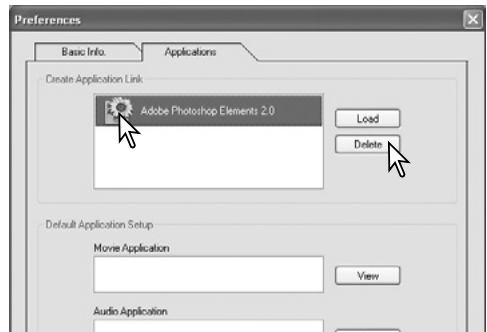 Preferences
Basic Info.
Applications
Create Application Link
Adobe Photoshop Elements 2.0
Load
Delete
Default Application Setup
Movie Application
View
Audio Application